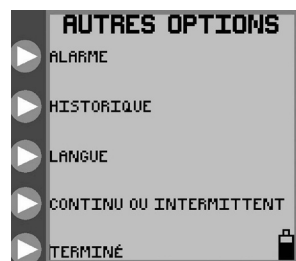 AUTRES OPTIONS
ALARME
HISTORIQUE
LANGUE
CONTINU OU INTERMITTENT
TERMINÉ